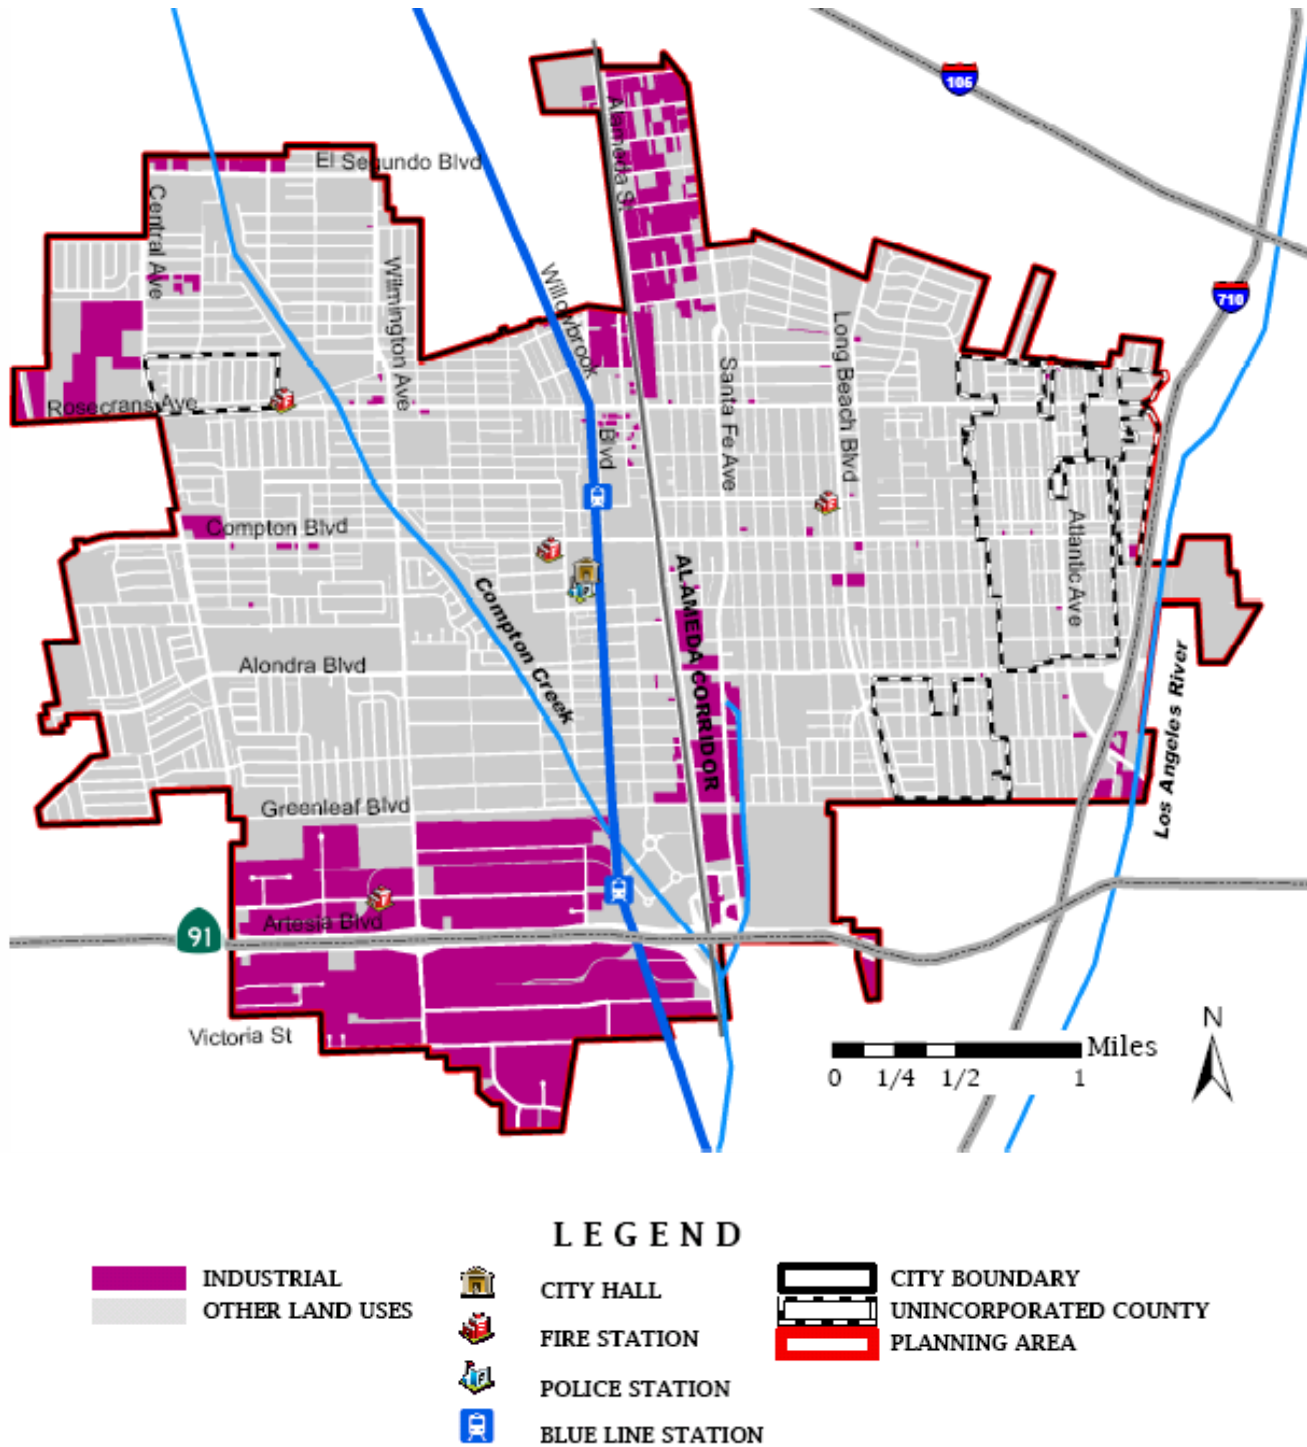 105
Alameda St
El Segundo Blvd
Central Ave
Wilmington Ave
Willowbrook
Blvd
710
Long Beach Blvd
Santa Fe Ave
Rosecrans Ave
Compton Blvd
Atlantic Ave
ALAMEDA CORRIDOR
Compton Creek
Alondra Blvd
Los Angeles River
Greenleaf Blvd
Artesia Blvd
91
Victoria St
N
Miles
0 1/4 1/2 1
LEGEND
INDUSTRIAL
OTHER LAND USES
CITY HALL
FIRE STATION
POLICE STATION
BLUE LINE STATION
CITY BOUNDARY
UNINCORPORATED COUNTY
PLANNING AREA